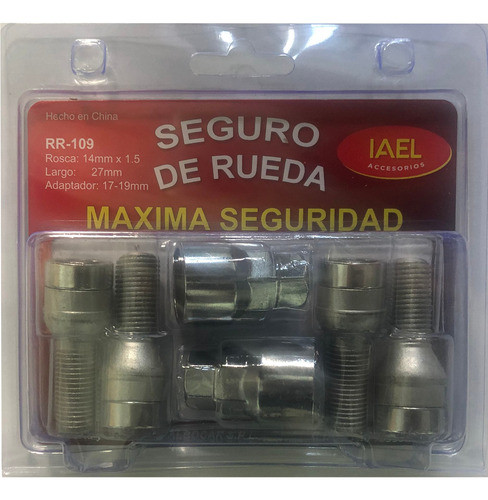 Hecho en China
RR-109
Rosca: 14mm x 1.5
Largo: 27mm
Adaptador: 17-19mm
SEGURO
DE RUEDA
IAEL
ACCESORIOS
MAXIMA SEGURIDAD